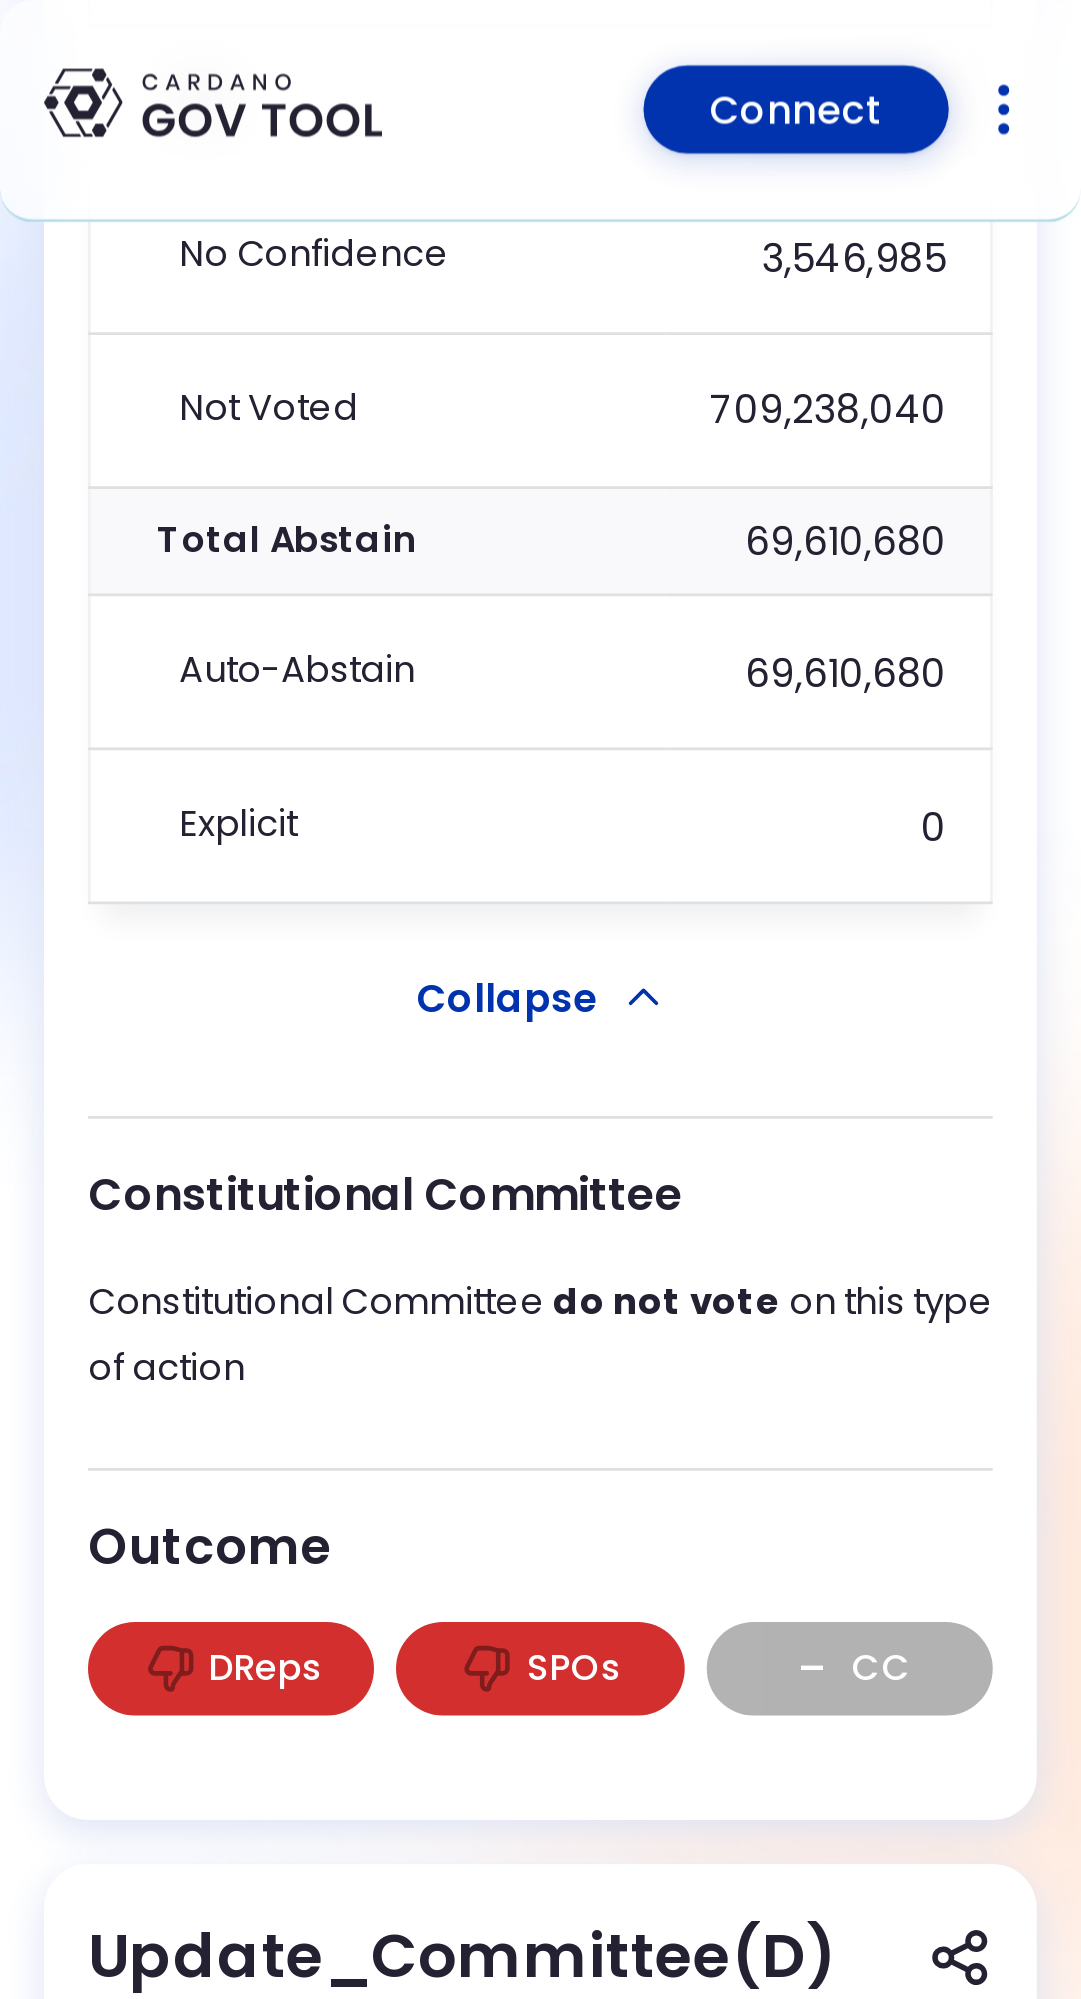 CARDANO
GOV TOOL
Connect
No Confidence 3,546,985
Not Voted 709,238,040
Total Abstain 69,610,680
Auto-Abstain 69,610,680
Explicit 0
Collapse
Constitutional Committee
Constitutional Committee do not vote on this type
of action
Outcome
DReps SPOs – CC
Update_Committee(D)